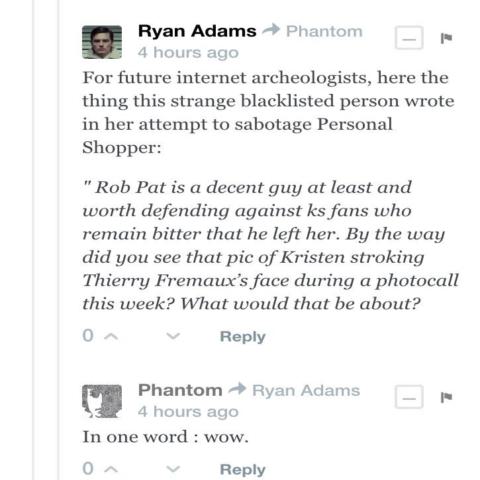 Ryan Adams Phantom
4 hours ago
For future internet archeologists, here the
thing this strange blacklisted person wrote
in her attempt to sabotage Personal
Shopper:
" Rob Pat is a decent guy at least and
worth defending against ks fans who
remain bitter that he left her. By the way
did you see that pic of Kristen stroking
Thierry Fremaux's face during a photocall
this week? What would that be about?
0 Reply
Phantom Ryan Adams
4 hours ago
In one word : wow.
0 Reply